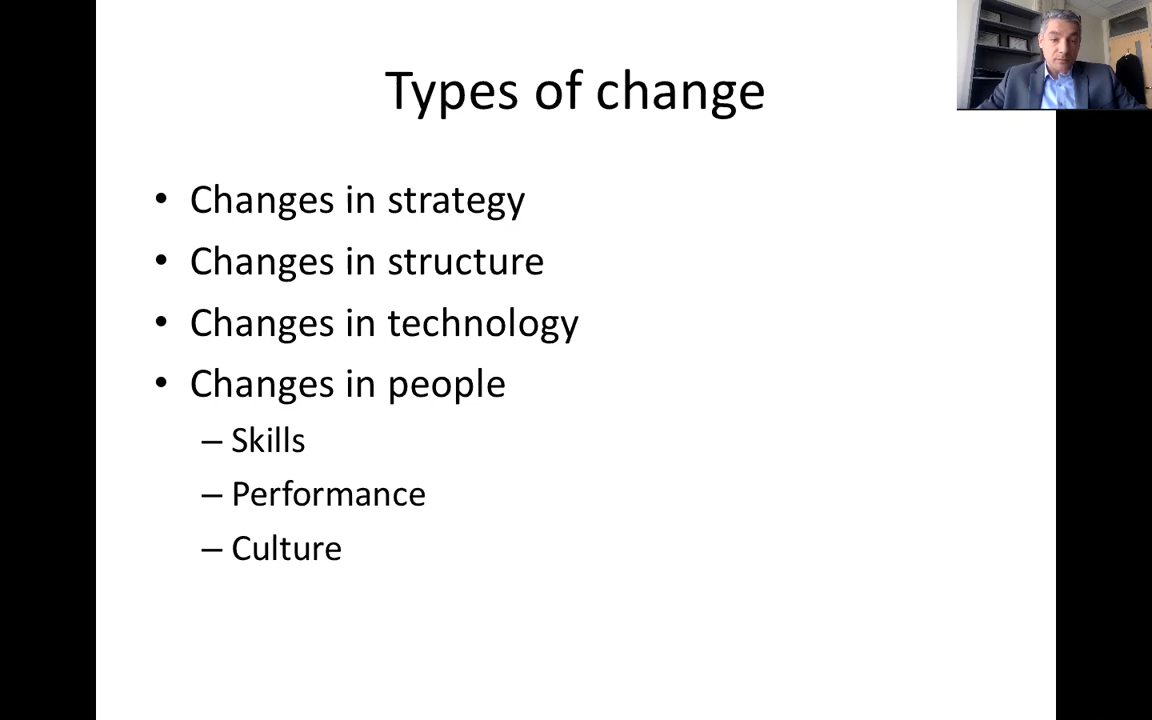 Types of change
• Changes in strategy
• Changes in structure
• Changes in technology
• Changes in people
– Skills
– Performance
– Culture